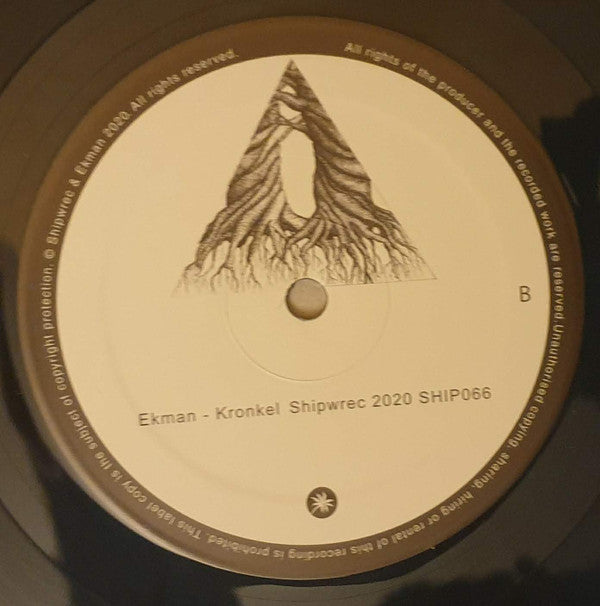 All rights of the producer and the recorded work are reserved.Unauthorised copying, sharing, hiring or rental of this recording is prohibited. This label copy is the subject of copyright protection. © Shipwrec & Ekman 2020.All rights reserved.
B
Ekman - Kronkel Shipwrec 2020 SHIP066